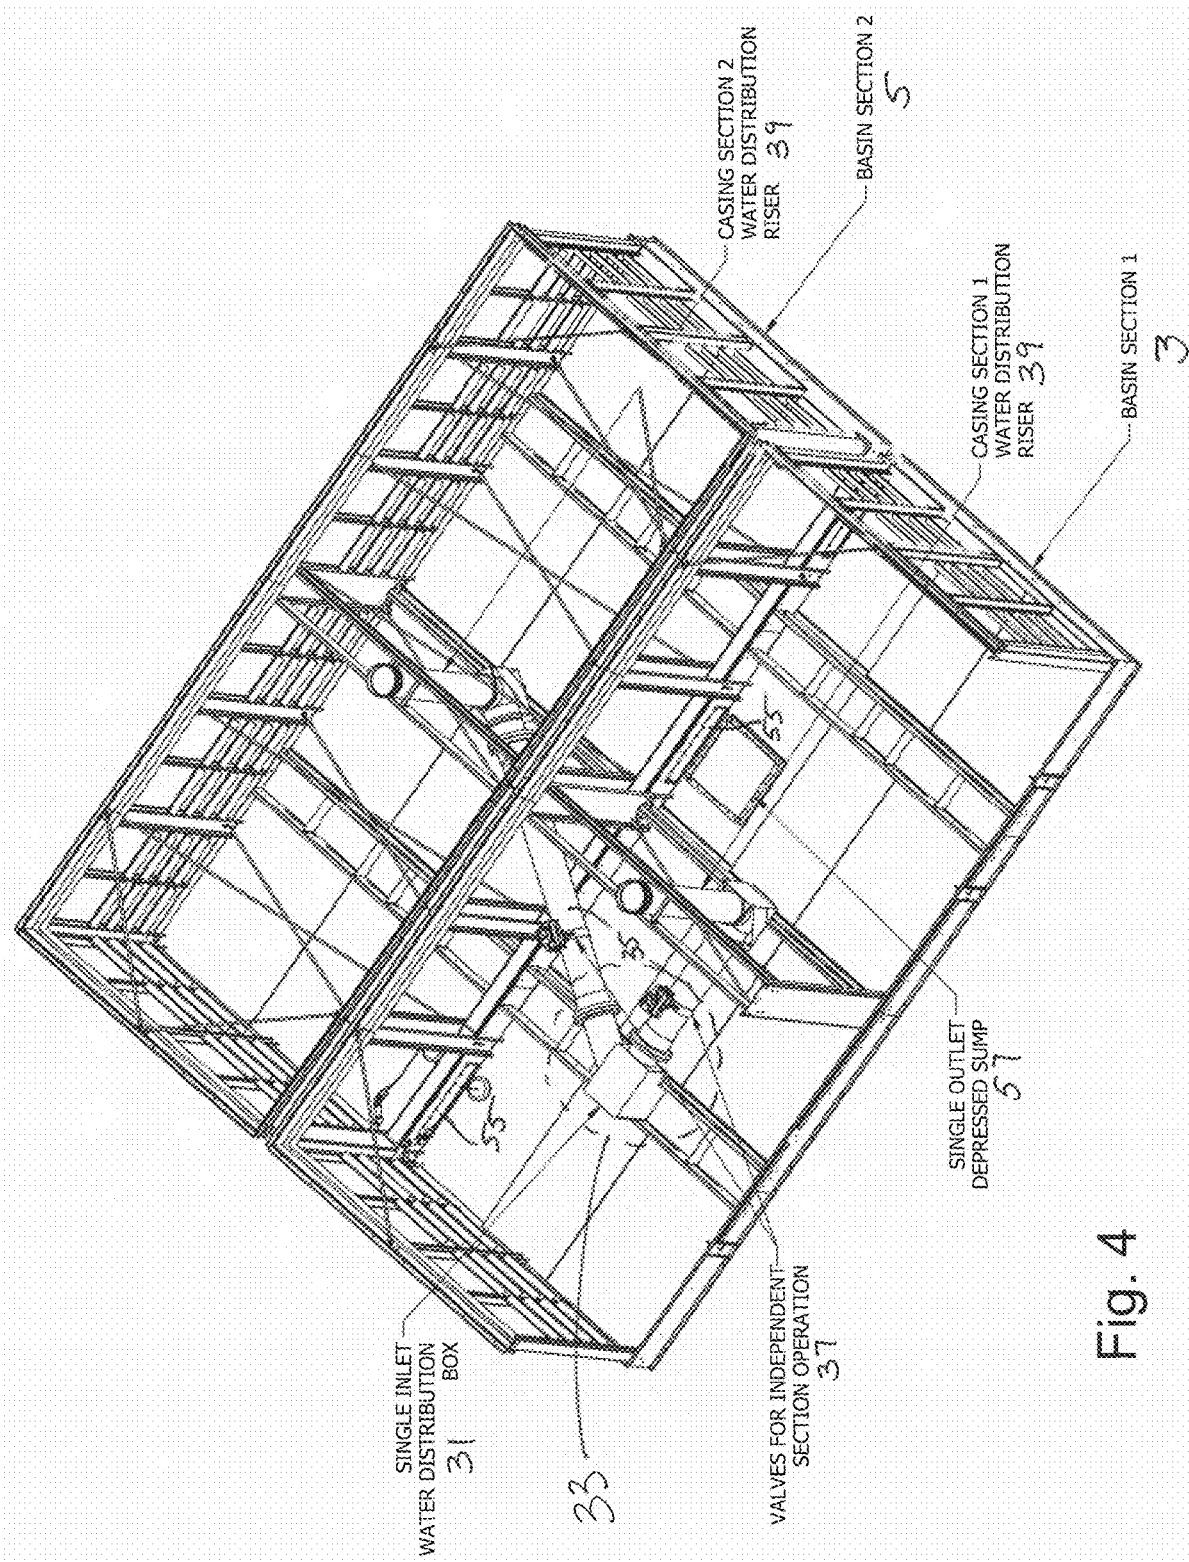 SINGLE INLET
WATER DISTRIBUTION
BOX
31
55
33
55
CASING SECTION 2
WATER DISTRIBUTION
RISER 39
55
VALVES FOR INDEPENDENT
SECTION OPERATION
37
BASIN SECTION 2
5
SINGLE OUTLET
DEPRESSED SUMP
57
CASING SECTION 1
WATER DISTRIBUTION
RISER 39
BASIN SECTION 1
3
Fig. 4